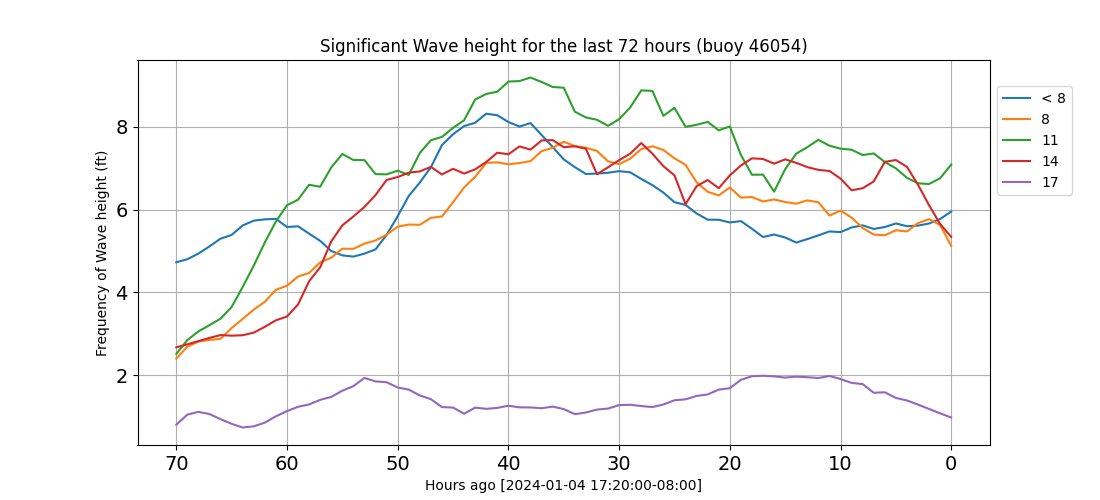 Significant Wave height for the last 72 hours (buoy 46054)
Frequency of Wave height (ft)
8
6
4
2
70 60 50 40 30 20 10 0
Hours ago [2024-01-04 17:20:00-08:00]
< 8
8
11
14
17